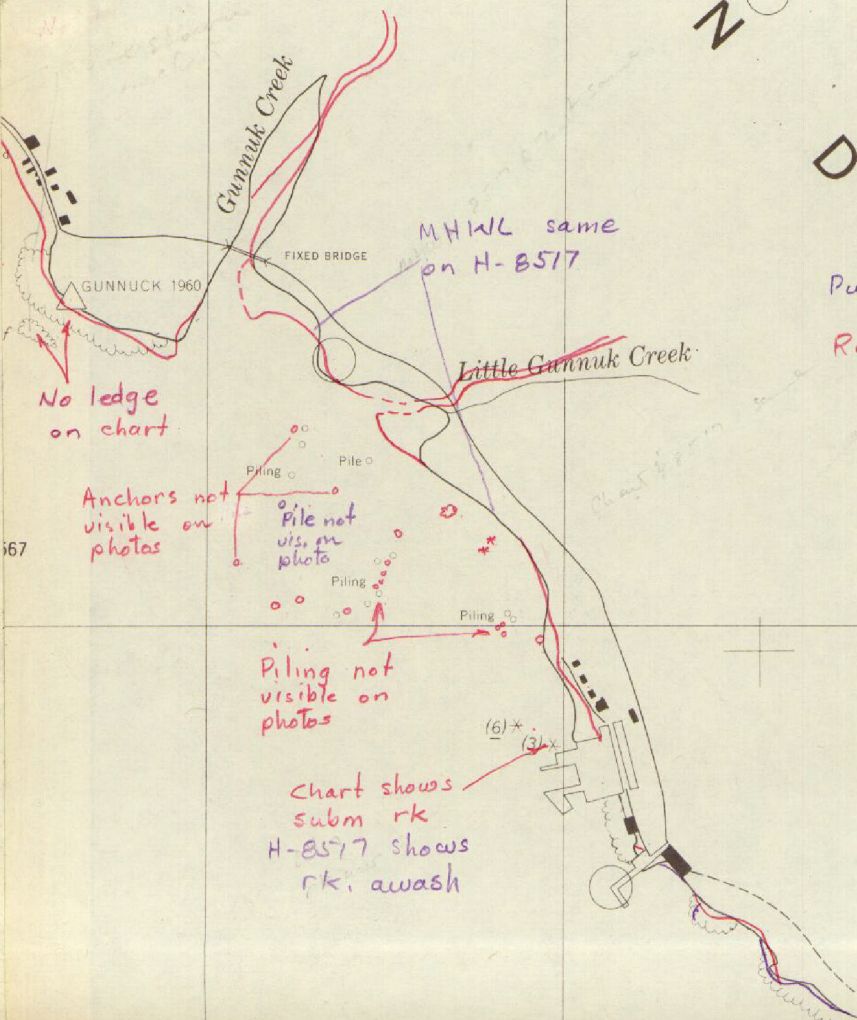 N
D
Gunnuk Creek
MHWL same
on H-8517
FIXED BRIDGE
GUNNUCK 1960
Pu
Little Gunnuk Creek
R
f
No ledge
on chart
Piling
Pile
Anchors not
visible on
photos
Pile not
vis. on
photo
567
Piling
Piling
Piling not
visible on
photos
(6)
(3)
Chart shows
subm rk
H-8517 shows
rk. awash